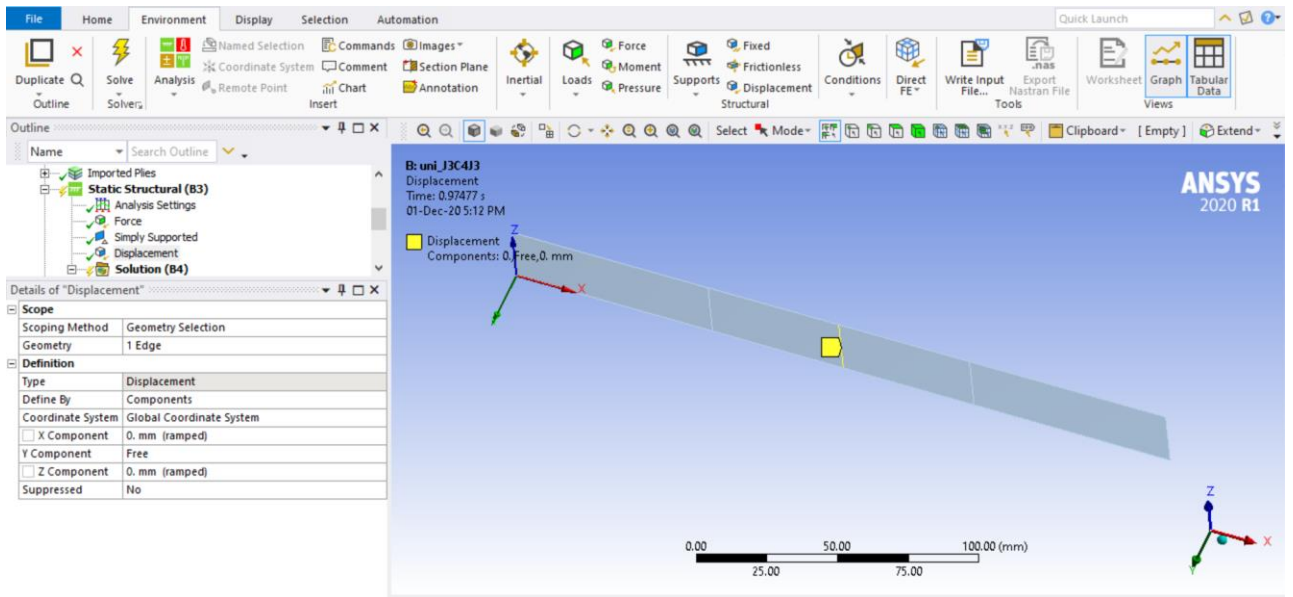 File Home Environment Display Selection Automation Quick Launch
Duplicate Q
Outline
Solve
Solver
Analysis
Named Selection
Coordinate System
Remote Point
Commands
Comment
Chart
Images
Section Plane
Annotation
Insert
Inertial
Loads
Force
Moment
Pressure
Supports
Fixed
Frictionless
Displacement
Structural
Conditions
Direct
FE
Write Input
File...
.nas
Export
Nastran File
Tools
Worksheet
Graph
Tabular
Data
Views
Outline
Name Search Outline
Select Mode Clipboard [Empty] Extend
Imported Plies
Static Structural (B3)
Analysis Settings
Force
Simply Supported
Displacement
Solution (B4)
Details of "Displacement"
Scope
Scoping Method Geometry Selection
Geometry 1 Edge
Definition
Type Displacement
Define By Components
Coordinate System Global Coordinate System
X Component 0. mm (ramped)
Y Component Free
Z Component 0. mm (ramped)
Suppressed No
B: uni_J3C4J3
Displacement
Time: 0.97477 s
01-Dec-20 5:12 PM
Displacement
Components: 0.,Free,0. mm
Z
X
ANSYS
2020 R1
0.00 50.00 100.00 (mm)
25.00 75.00
Z
X
Y